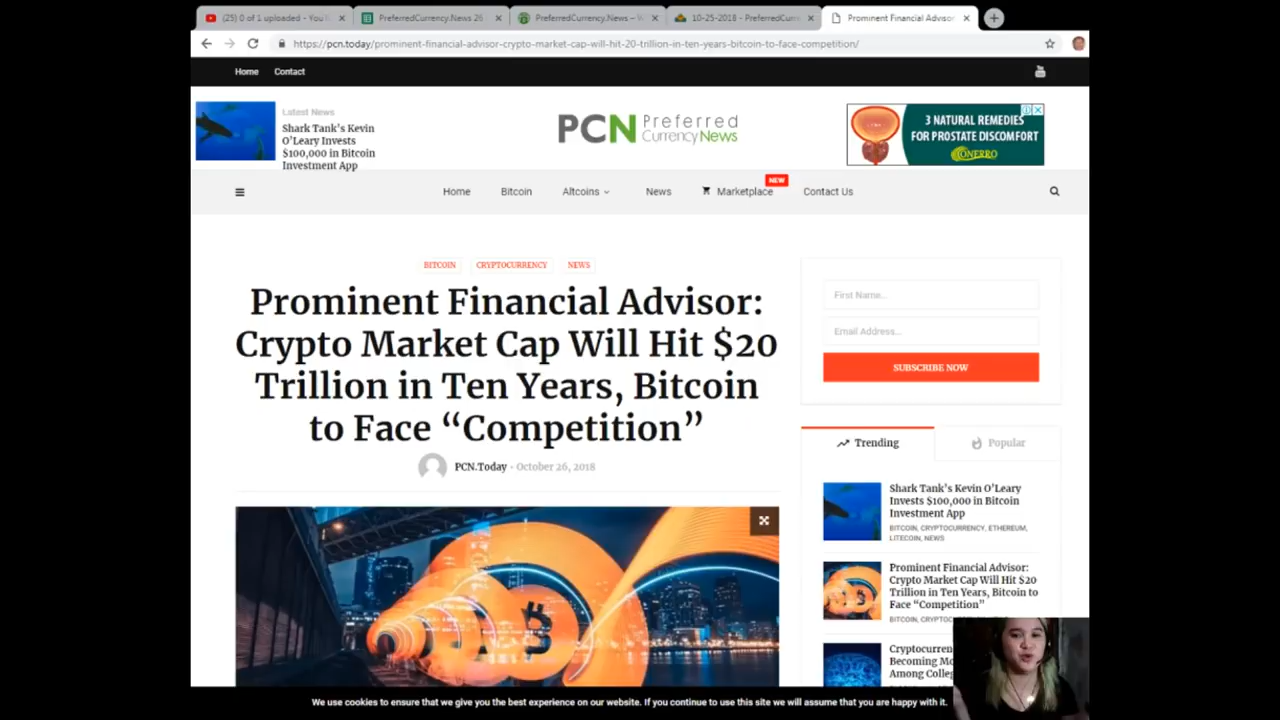 (25) 0 of 1 uploaded - You
PreferredCurrency.News 26
PreferredCurrency.News –
10-25-2018 - PreferredCurr
Prominent Financial Advisor
https://pcn.today/prominent-financial-advisor-crypto-market-cap-will-hit-20-trillion-in-ten-years-bitcoin-to-face-competition/
Home
Contact
Latest News
Shark Tank's Kevin
O'Leary Invests
$100,000 in Bitcoin
Investment App
PCN Preferred
CurrencyNews
3 NATURAL REMEDIES
FOR PROSTATE DISCOMFORT
CONFRRO
Home
Bitcoin
Altcoins
News
Marketplace
NEW
Contact Us
BITCOIN
CRYPTOCURRENCY
NEWS
Prominent Financial Advisor:
Crypto Market Cap Will Hit $20
Trillion in Ten Years, Bitcoin
to Face “Competition”
PCN.Today - October 26, 2018
First Name...
Email Address...
SUBSCRIBE NOW
Trending
Popular
Shark Tank's Kevin O'Leary
Invests $100,000 in Bitcoin
Investment App
BITCOIN, CRYPTOCURRENCY, ETHEREUM,
LITECOIN, NEWS
Prominent Financial Advisor:
Crypto Market Cap Will Hit $20
Trillion in Ten Years, Bitcoin to
Face “Competition”
BITCOIN, CRYPTOC
Cryptocurren
Becoming Mo
Among Colleg
We use cookies to ensure that we give you the best experience on our website. If you continue to use this site we will assume that you are happy with it.